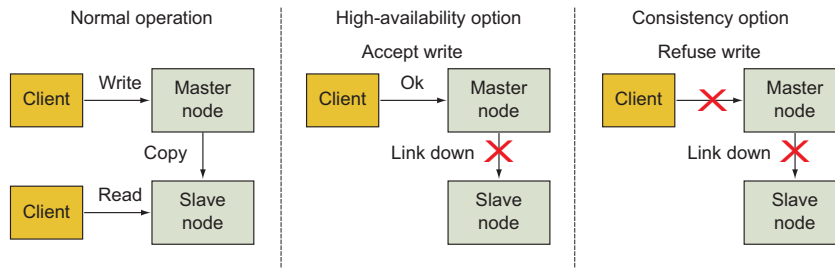 Normal operation
Client
Write
Master
node
Copy
Client
Read
Slave
node
High-availability option
Accept write
Client
Ok
Master
node
Link down
Slave
node
Consistency option
Refuse write
Client
Master
node
Link down
Slave
node